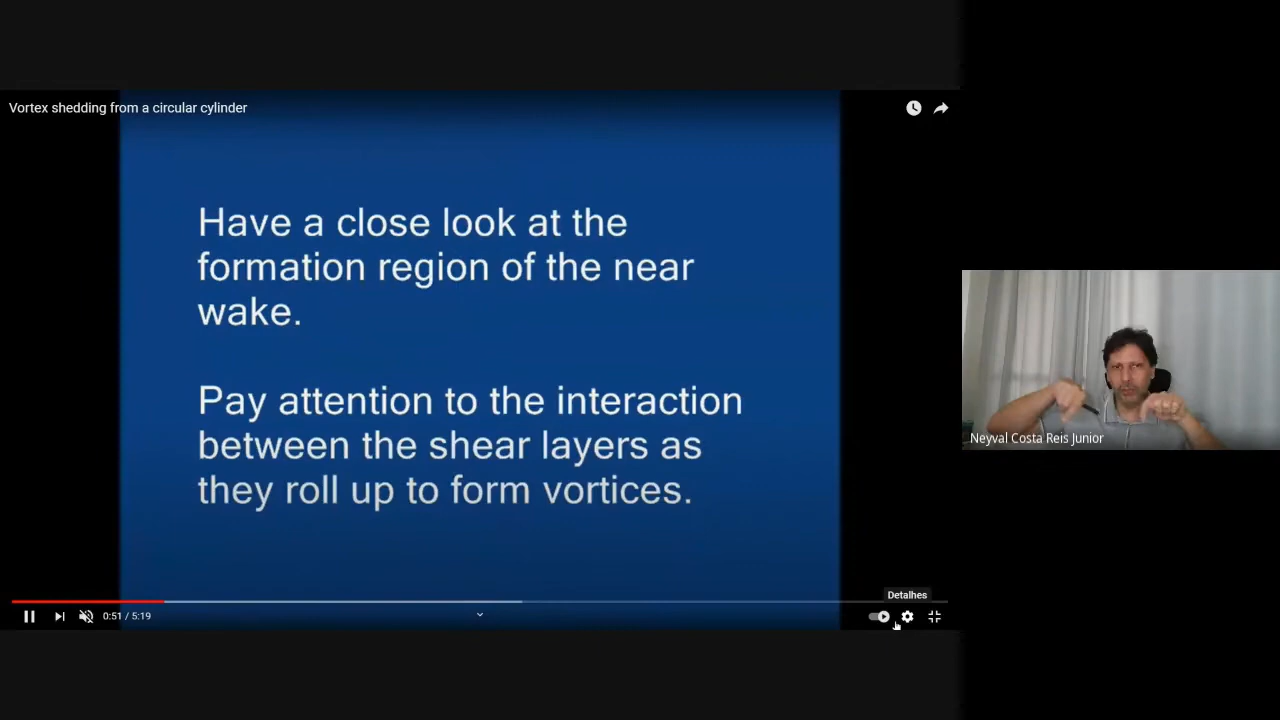 Vortex shedding from a circular cylinder
Have a close look at the
formation region of the near
wake.
Pay attention to the interaction
between the shear layers as
they roll up to form vortices.
Neyval Costa Reis Junior
Detalhes
0:51 / 5:19